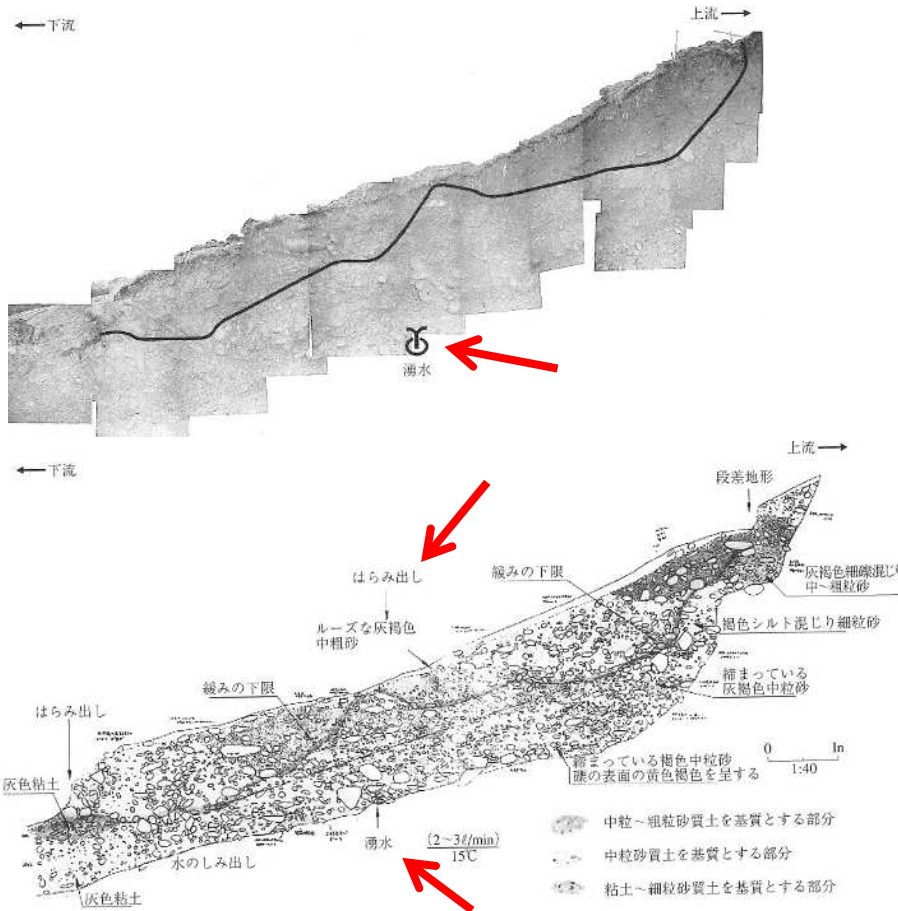 ←下流
上流→
湧水
←下流
上流→
段差地形
はらみ出し
緩みの下限
灰褐色細礫混じり
中～粗粒砂
ルーズな灰褐色
中粗砂
褐色シルト混じり細粒砂
締まっている
灰褐色中粒砂
緩みの下限
はらみ出し
締まっている褐色中粒砂
礫の表面の黄色褐色を呈する
0 1m
1:40
灰色粘土
中粒～粗粒砂質土を基質とする部分
湧水
(2～3ℓ/min)
15℃
水のしみ出し
中粒砂質土を基質とする部分
灰色粘土
粘土～細粒砂質土を基質とする部分